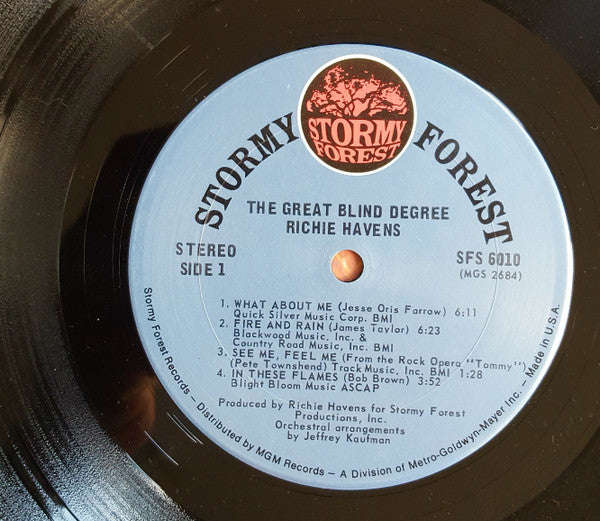 STORMY
FOREST
STORMY FOREST
THE GREAT BLIND DEGREE
RICHIE HAVENS
STEREO
SIDE 1
SFS 6010
(MGS 2684)
1. WHAT ABOUT ME (Jesse Oris Farrow) 6:11
Quick Silver Music Corp. BMI
2. FIRE AND RAIN (James Taylor) 6:23
Blackwood Music, Inc. &
Country Road Music, Inc. BMI
3. SEE ME, FEEL ME (From the Rock Opera "Tommy")
(Pete Townshend) Track Music, Inc. BMI 1:28
4. IN THESE FLAMES (Bob Brown) 3:52
Blight Bloom Music ASCAP
Produced by Richie Havens for Stormy Forest
Productions, Inc.
Orchestral arrangements
by Jeffrey Kaufman
Stormy Forest Records – Distributed by MGM Records – A Division of Metro-Goldwyn-Mayer Inc. – Made in U.S.A.